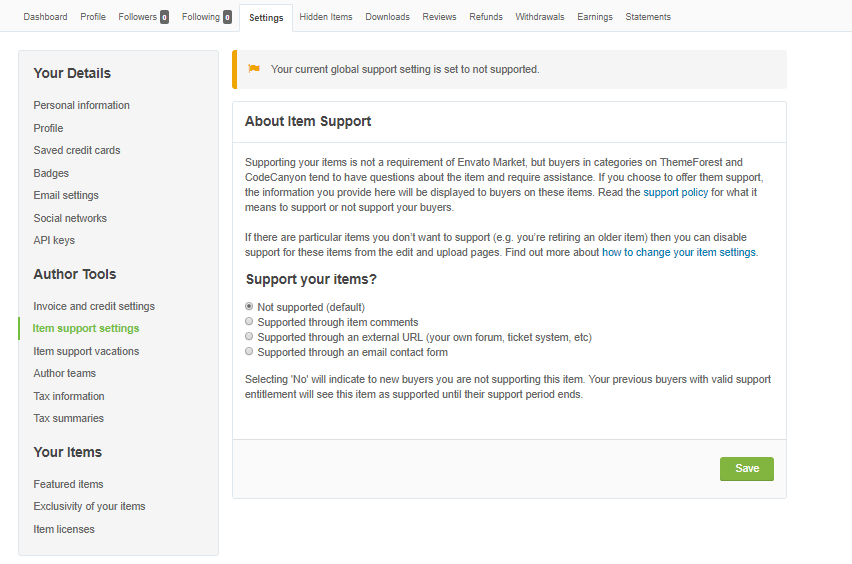 Dashboard Profile Followers 0 Following 0 Settings Hidden Items Downloads Reviews Refunds Withdrawals Earnings Statements
Your Details
Personal information
Profile
Saved credit cards
Badges
Email settings
Social networks
API keys
Author Tools
Invoice and credit settings
Item support settings
Item support vacations
Author teams
Tax information
Tax summaries
Your Items
Featured items
Exclusivity of your items
Item licenses
Your current global support setting is set to not supported.
About Item Support
Supporting your items is not a requirement of Envato Market, but buyers in categories on ThemeForest and
CodeCanyon tend to have questions about the item and require assistance. If you choose to offer them support,
the information you provide here will be displayed to buyers on these items. Read the support policy for what it
means to support or not support your buyers.
If there are particular items you don't want to support (e.g. you're retiring an older item) then you can disable
support for these items from the edit and upload pages. Find out more about how to change your item settings.
Support your items?
Not supported (default)
Supported through item comments
Supported through an external URL (your own forum, ticket system, etc)
Supported through an email contact form
Selecting 'No' will indicate to new buyers you are not supporting this item. Your previous buyers with valid support
entitlement will see this item as supported until their support period ends.
Save